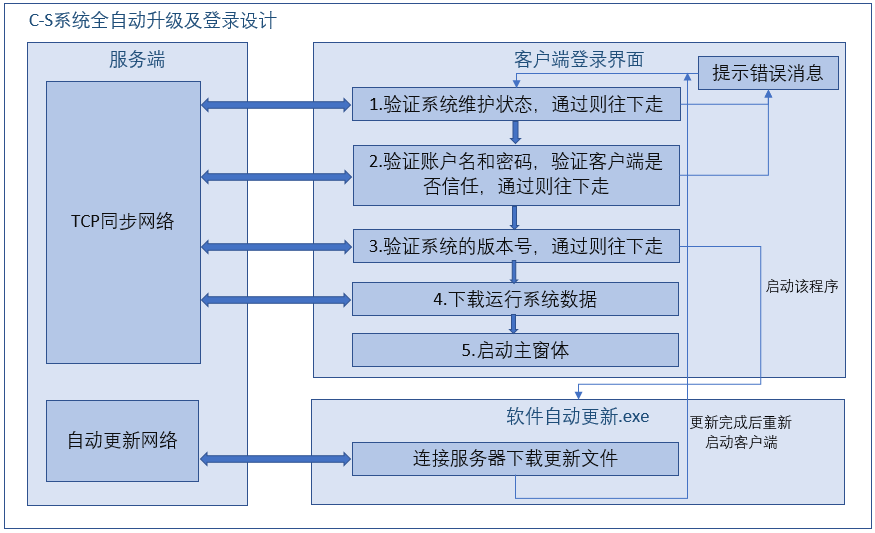 C-S系统全自动升级及登录设计
服务端
客户端登录界面
提示错误消息
1.验证系统维护状态，通过则往下走
2.验证账户名和密码，验证客户端是
否信任，通过则往下走
TCP同步网络
3.验证系统的版本号，通过则往下走
启动该程序
4.下载运行系统数据
5.启动主窗体
软件自动更新.exe
更新完成后重新
启动客户端
自动更新网络
连接服务器下载更新文件